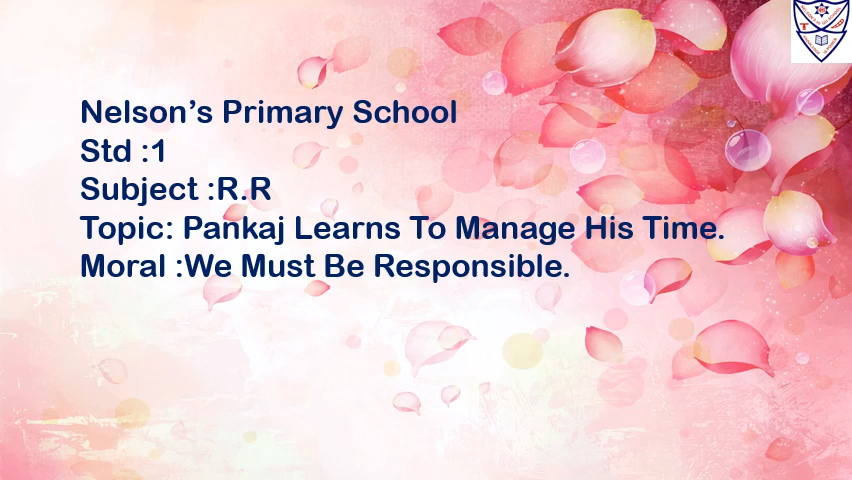 Nelson’s Primary School
Std :1
Subject :R.R
Topic: Pankaj Learns To Manage His Time.
Moral :We Must Be Responsible.